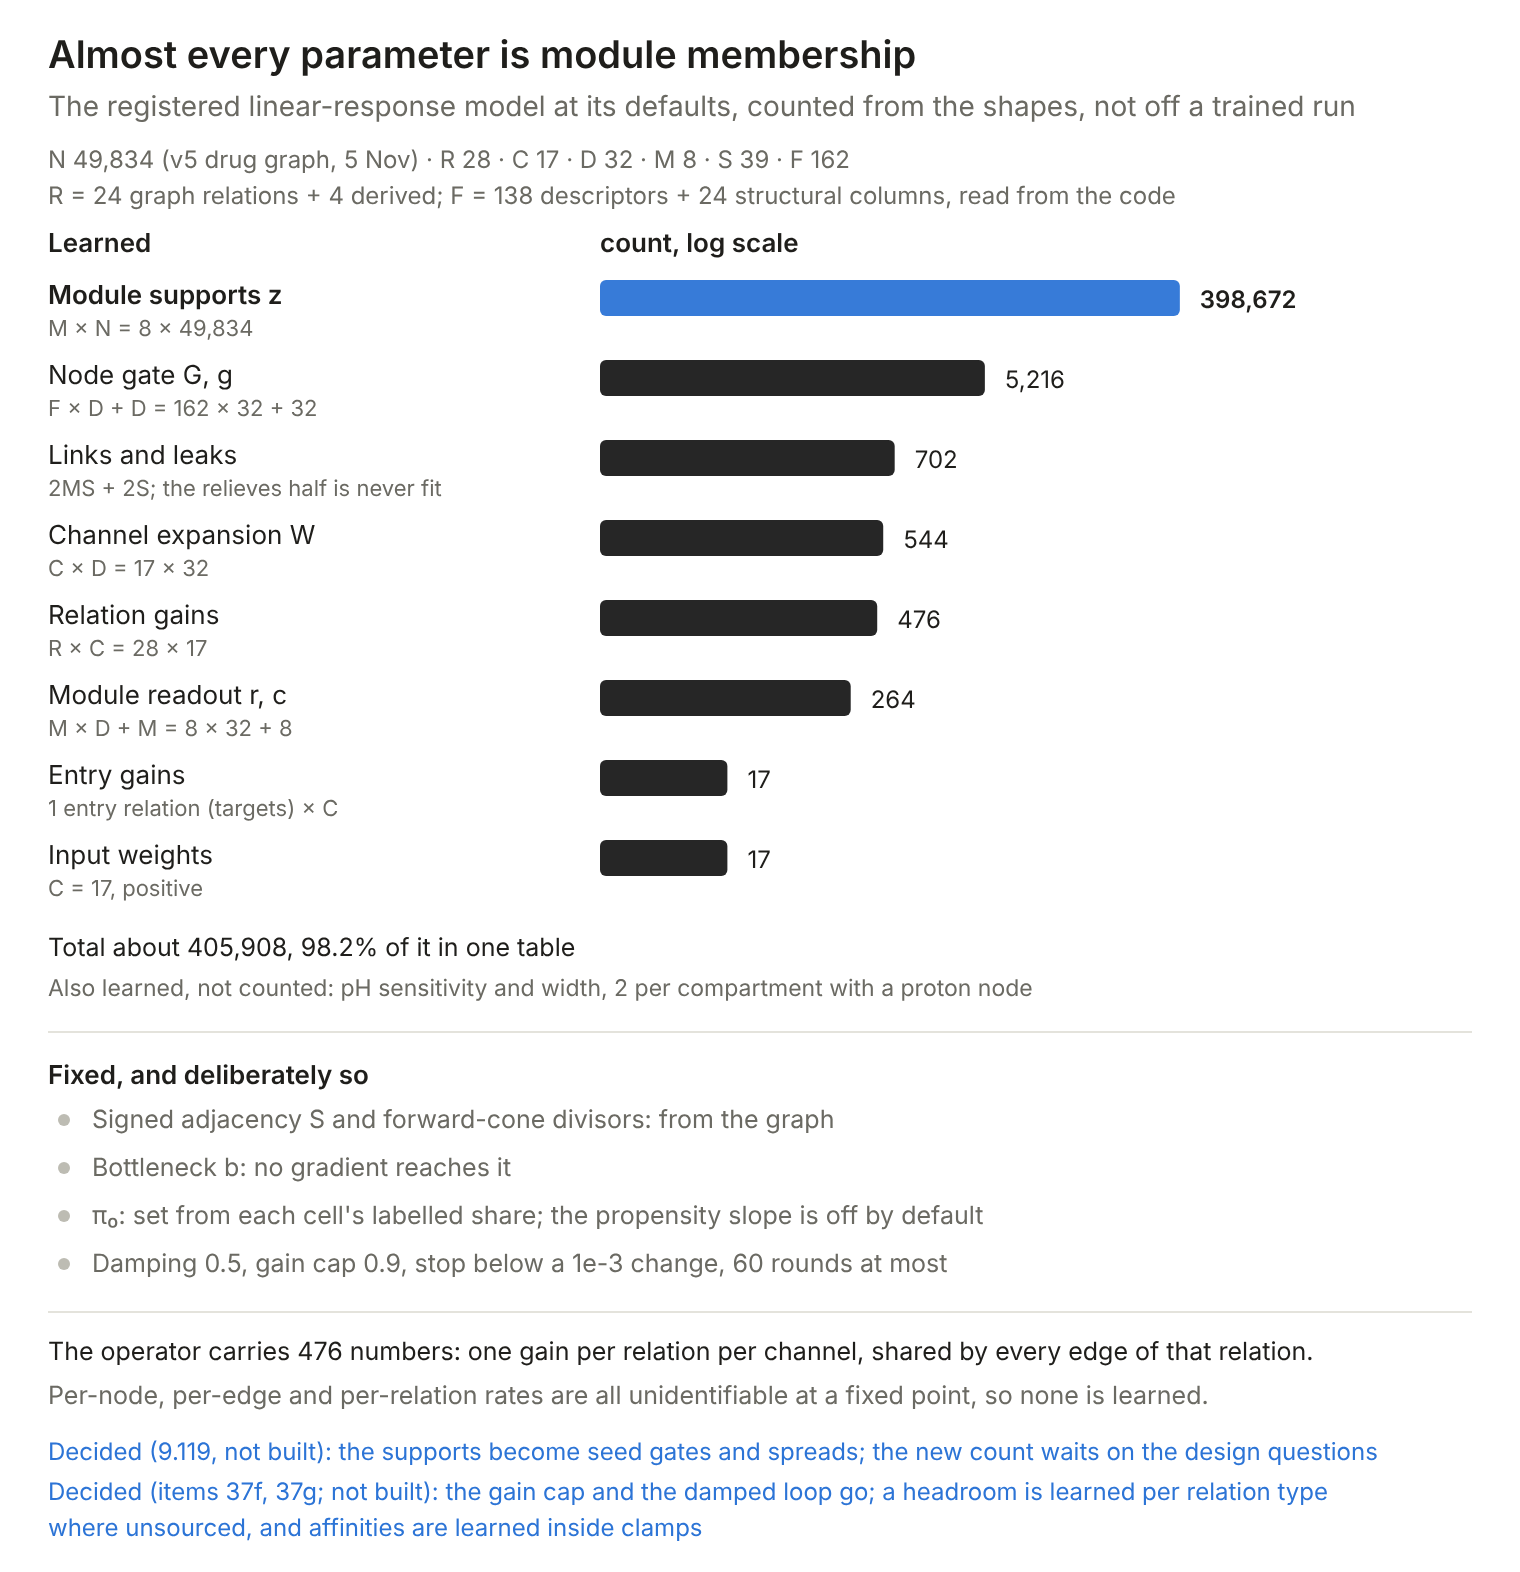 Almost every parameter is module membership
The registered linear-response model at its defaults, counted from the shapes, not off a trained run
N 49,834 (v5 drug graph, 5 Nov) · R 28 · C 17 · D 32 · M 8 · S 39 · F 162
R = 24 graph relations + 4 derived; F = 138 descriptors + 24 structural columns, read from the code
Learned
count, log scale
Module supports z
398,672
M × N = 8 × 49,834
Node gate G, g
5,216
F × D + D = 162 × 32 + 32
Links and leaks
702
2MS + 2S; the relieves half is never fit
Channel expansion W
544
C × D = 17 × 32
Relation gains
476
R × C = 28 × 17
Module readout r, c
264
M × D + M = 8 × 32 + 8
Entry gains
17
1 entry relation (targets) × C
Input weights
17
C = 17, positive
Total about 405,908, 98.2% of it in one table
Also learned, not counted: pH sensitivity and width, 2 per compartment with a proton node
Fixed, and deliberately so
Signed adjacency S and forward-cone divisors: from the graph
Bottleneck b: no gradient reaches it
π₀: set from each cell's labelled share; the propensity slope is off by default
Damping 0.5, gain cap 0.9, stop below a 1e-3 change, 60 rounds at most
The operator carries 476 numbers: one gain per relation per channel, shared by every edge of that relation.
Per-node, per-edge and per-relation rates are all unidentifiable at a fixed point, so none is learned.
Decided (9.119, not built): the supports become seed gates and spreads; the new count waits on the design questions
Decided (items 37f, 37g; not built): the gain cap and the damped loop go; a headroom is learned per relation type
where unsourced, and affinities are learned inside clamps